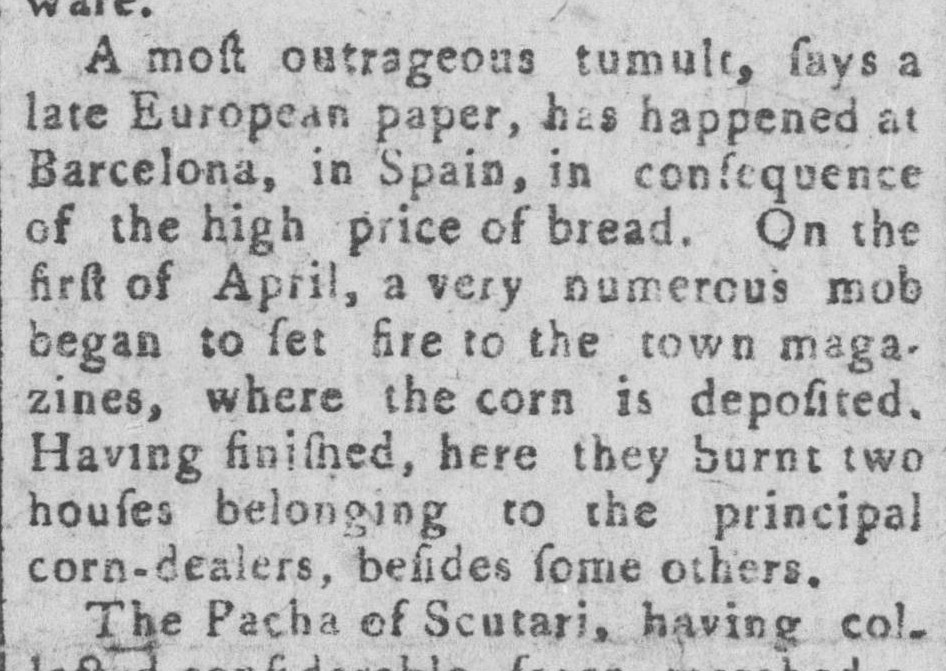 ware.
A moſt outrageous tumult, ſays a
late European paper, has happened at
Barcelona, in Spain, in conſequence
of the high price of bread. On the
firſt of April, a very numerous mob
began to ſet fire to the town maga-
zines, where the corn is depoſited.
Having finiſhed, here they burnt two
houſes belonging to the principal
corn-dealers, beſides ſome others.
The Pacha of Scutari, having col-